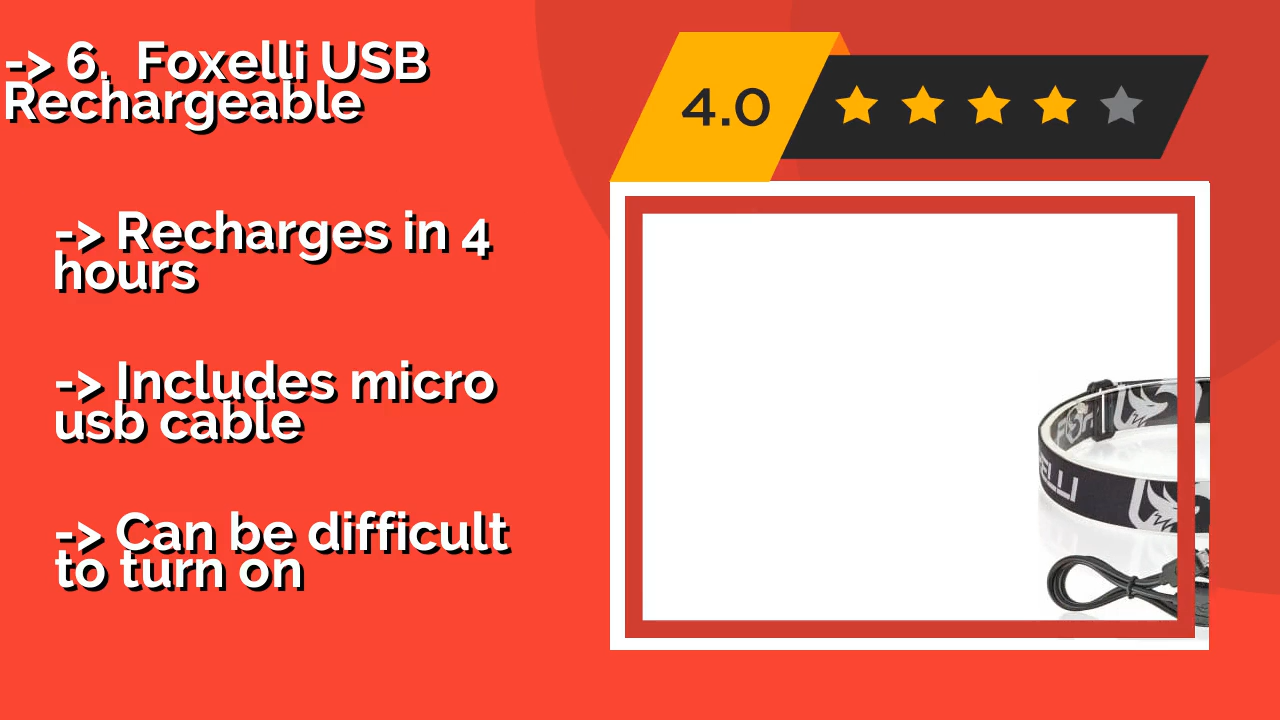 -> 6.  Foxelli USB
Rechargeable
4.0
-> Recharges in 4
hours
-> Includes micro
usb cable
-> Can be difficult
to turn on
ELLI